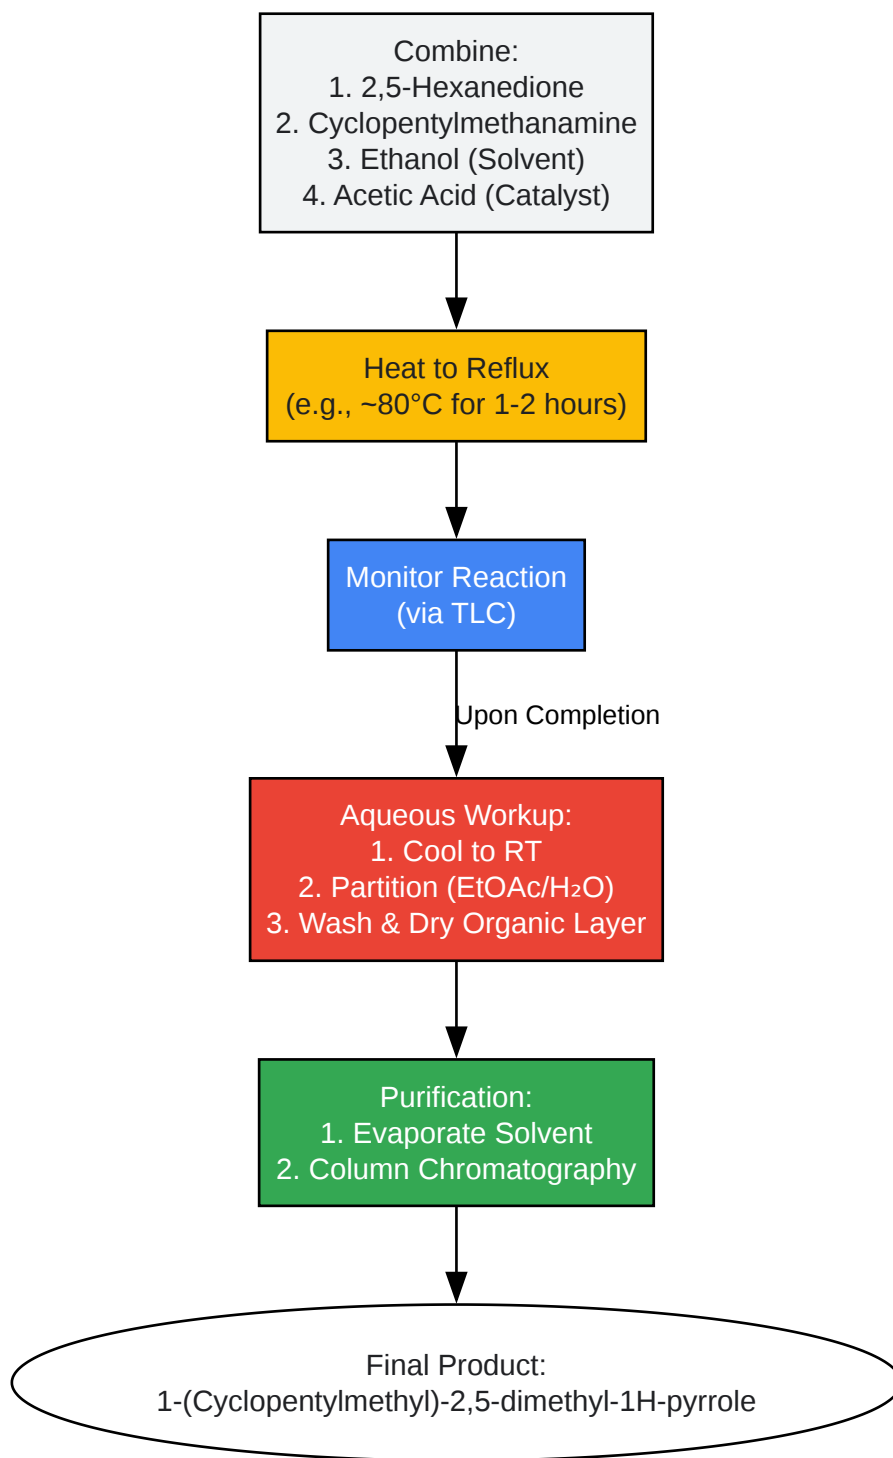 Combine:
1. 2,5-Hexanedione
2. Cyclopentylmethanamine
3. Ethanol (Solvent)
4. Acetic Acid (Catalyst)
Heat to Reflux
(e.g., ~80°C for 1-2 hours)
Monitor Reaction
(via TLC)
Upon Completion
Aqueous Workup:
1. Cool to RT
2. Partition (EtOAc/H₂O)
3. Wash & Dry Organic Layer
Purification:
1. Evaporate Solvent
2. Column Chromatography
Final Product:
1-(Cyclopentylmethyl)-2,5-dimethyl-1H-pyrrole